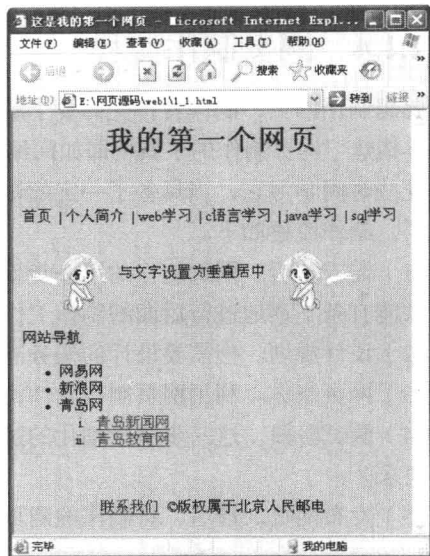 这是我的第一个网页 - Microsoft Internet Expl...
文件(F) 编辑(E) 查看(V) 收藏(A) 工具(T) 帮助(H)
后退 搜索 收藏夹
地址(D) E:\网页源码\web1\1_1.html 转到 链接
我的第一个网页
首页 |个人简介 |web学习 |c语言学习 |java学习 |sql学习
与文字设置为垂直居中
网站导航
• 网易网
• 新浪网
• 青岛网
i. 青岛新闻网
ii. 青岛教育网
联系我们 ©版权属于北京人民邮电
完毕 我的电脑